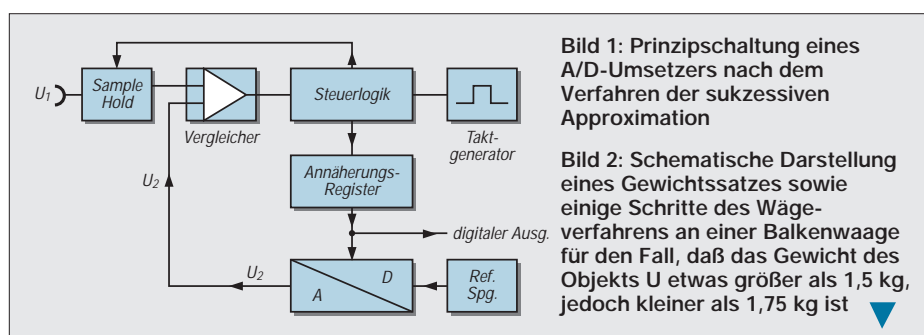 U1
Sample
Hold
Vergleicher
Steuerlogik
Takt-
generator
Annäherungs-
Register
U2
digitaler Ausg.
U2
A
D
Ref.
Spg.
Bild 1: Prinzipschaltung eines
A/D-Umsetzers nach dem
Verfahren der sukzessiven
Approximation
Bild 2: Schematische Darstellung
eines Gewichtssatzes sowie
einige Schritte des Wäge-
verfahrens an einer Balkenwaage
für den Fall, daß das Gewicht des
Objekts U etwas größer als 1,5 kg,
jedoch kleiner als 1,75 kg ist